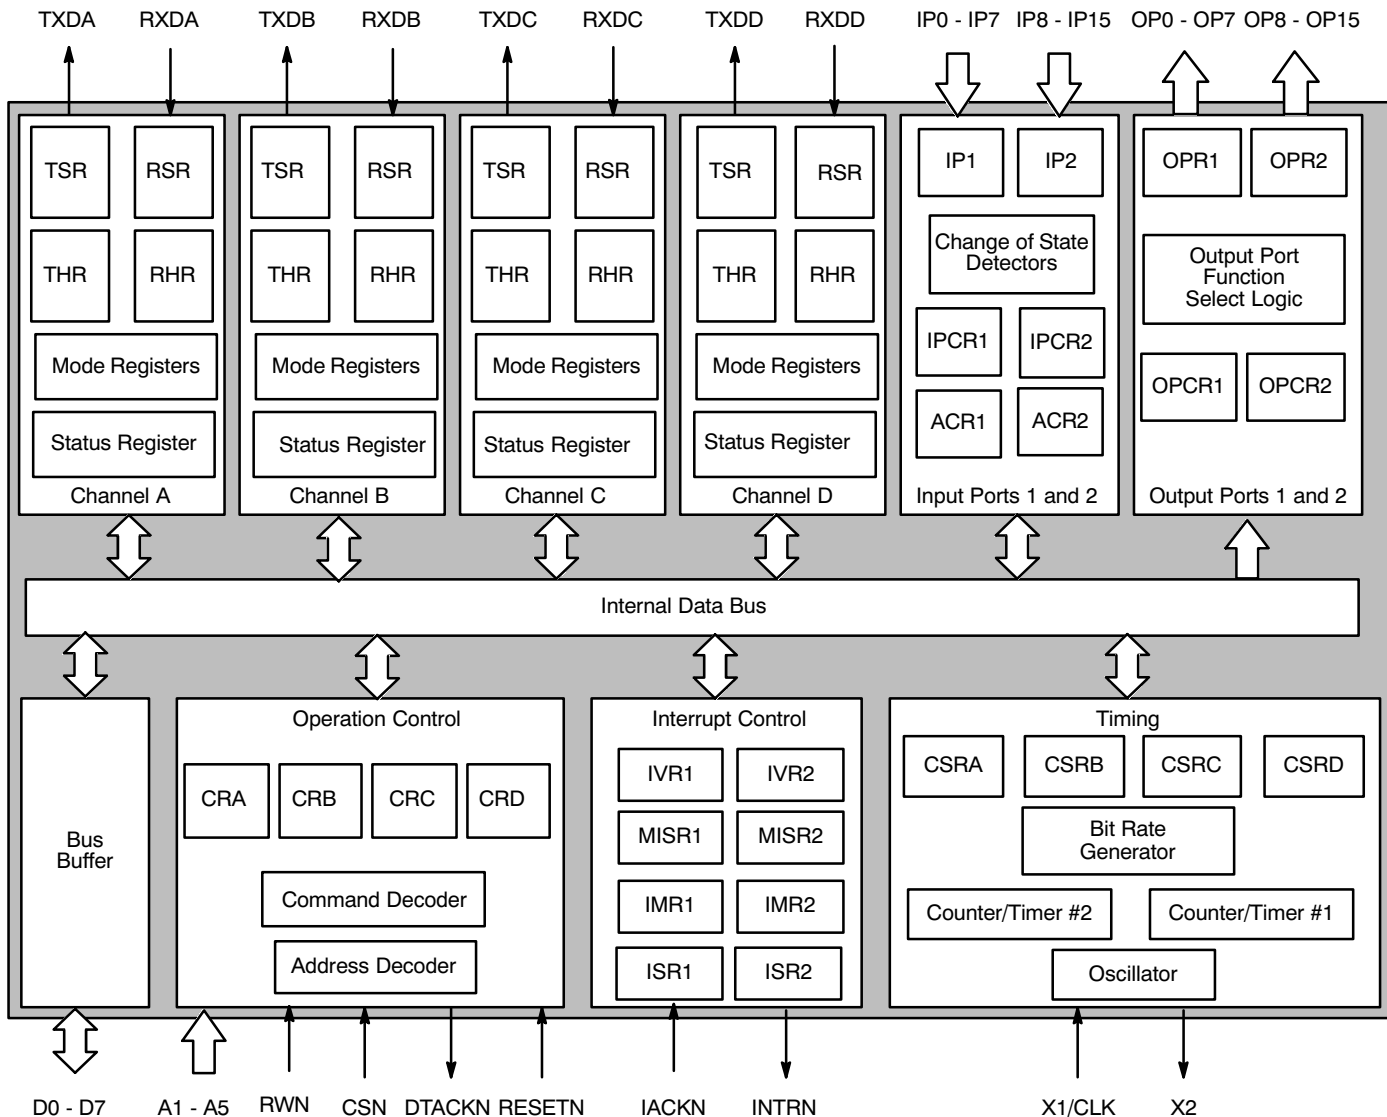 TXDA RXDA TXDB RXDB TXDC RXDC TXDD RXDD IP0 - IP7 IP8 - IP15 OP0 - OP7 OP8 - OP15
TSR RSR TSR RSR TSR RSR TSR RSR IP1 IP2 OPR1 OPR2
THR RHR THR RHR THR RHR THR RHR
Change of State
Detectors
Output Port
Function
Select Logic
Mode Registers Mode Registers Mode Registers Mode Registers IPCR1 IPCR2 OPCR1 OPCR2
Status Register Status Register Status Register Status Register ACR1 ACR2
Channel A Channel B Channel C Channel D Input Ports 1 and 2 Output Ports 1 and 2
Internal Data Bus
Bus
Buffer
Operation Control
CRA CRB CRC CRD
Command Decoder
Address Decoder
Interrupt Control
IVR1 IVR2
MISR1 MISR2
IMR1 IMR2
ISR1 ISR2
Timing
CSRA CSRB CSRC CSRD
Bit Rate
Generator
Counter/Timer #2 Counter/Timer #1
Oscillator
D0 - D7 A1 - A5 RWN CSN DTACKN RESETN IACKN INTRN X1/CLK X2